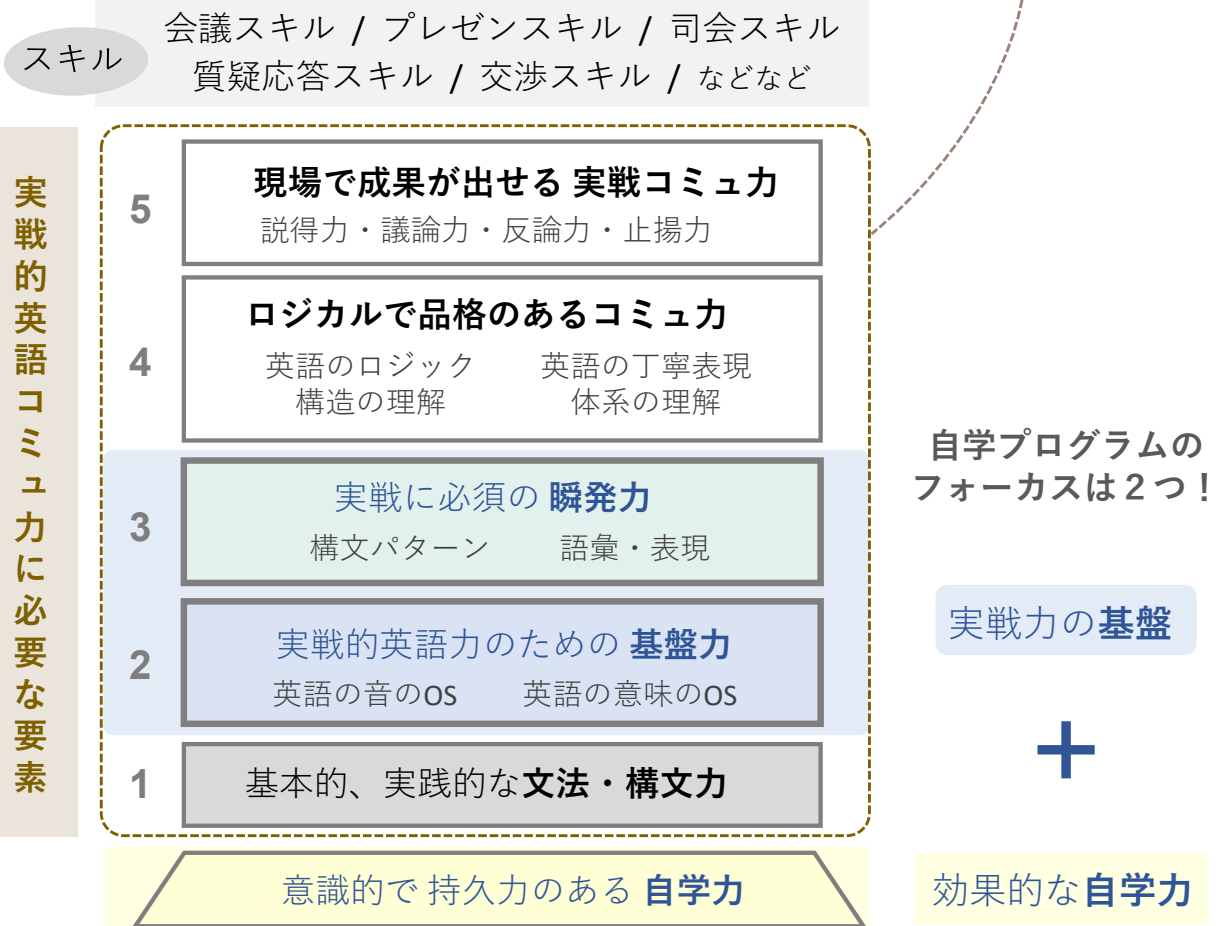 スキル
会議スキル / プレゼンスキル / 司会スキル
質疑応答スキル / 交渉スキル / などなど
実戦的英語コミュ力に必要な要素
5
現場で成果が出せる 実戦コミュ力
説得力・議論力・反論力・止揚力
4
ロジカルで品格のあるコミュ力
英語のロジック
構造の理解
英語の丁寧表現
体系の理解
3
実戦に必須の 瞬発力
構文パターン 語彙・表現
2
実戦的英語力のための 基盤力
英語の音のOS 英語の意味のOS
1
基本的、実践的な文法・構文力
意識的で 持久力のある 自学力
自学プログラムの
フォーカスは２つ！
実戦力の基盤
＋
効果的な自学力